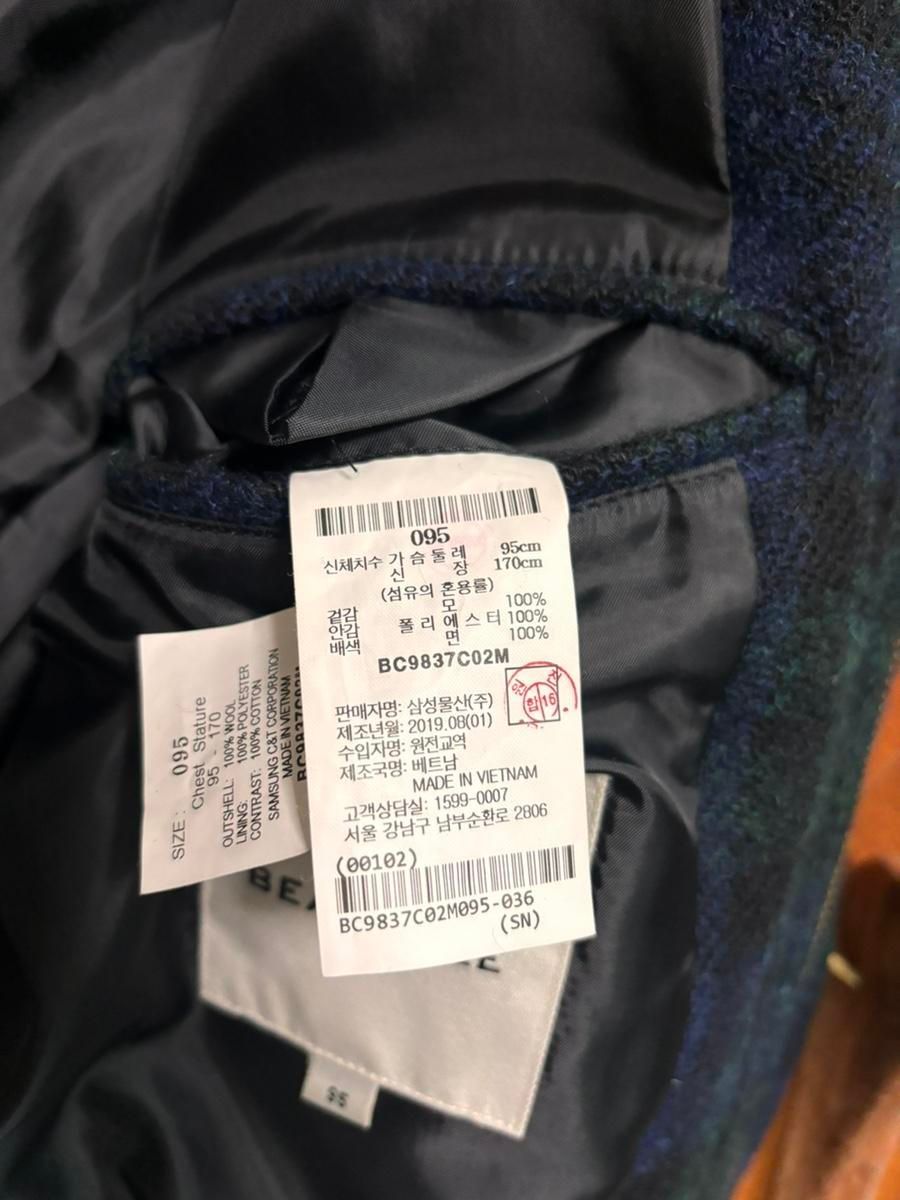 095
신체치수 가슴둘레 95cm
신 장 170cm
(섬유의 혼용률)
겉감 모 100%
안감 폴리에스터 100%
배색 면 100%
BC9837C02M
판매자명: 삼성물산(주)
제조년월: 2019.08(01)
수입자명: 원전교역
제조국명: 베트남
MADE IN VIETNAM
고객상담실: 1599-0007
서울 강남구 남부순환로 2806
(00102)
BC9837C02M095-036
(SN)
합 16
SIZE: 095
Chest Stature
95 - 170
OUTSHELL: 100% WOOL
LINING: 100% POLYESTER
CONTRAST: 100% COTTON
SAMSUNG C&T CORPORATION
MADE IN VIETNAM
BC9837C02M
95